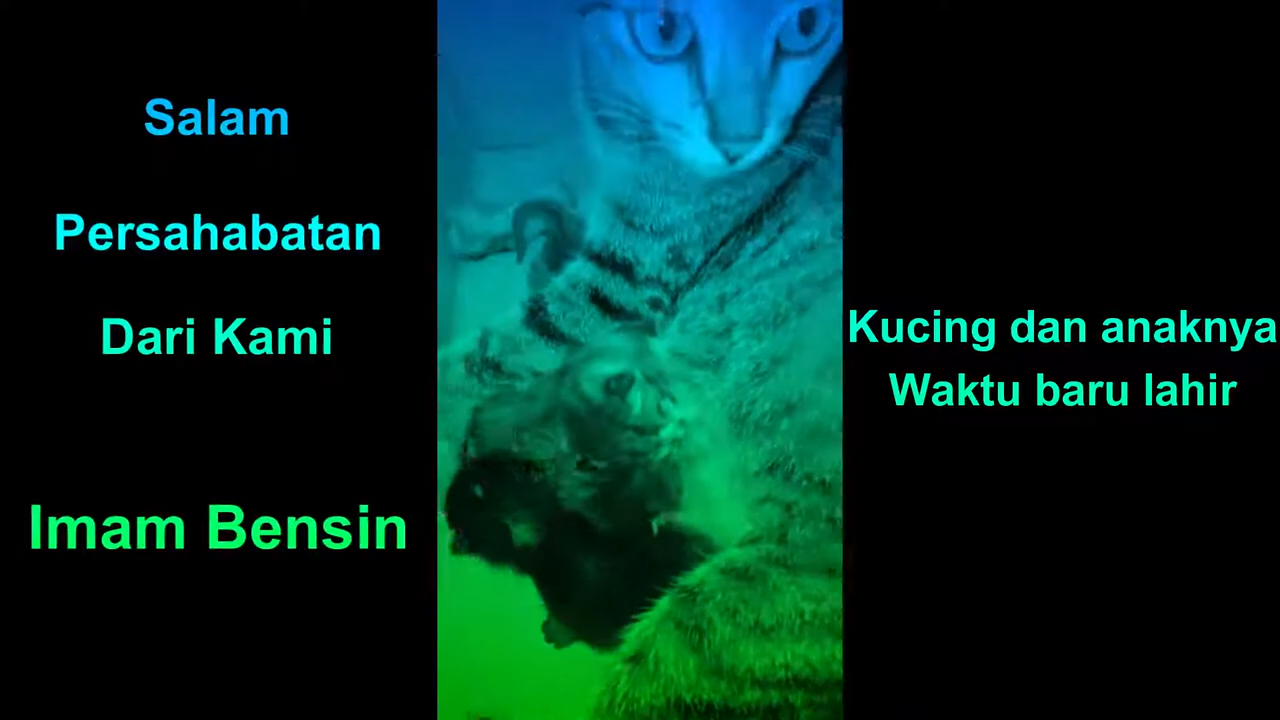 Salam
Persahabatan
Dari Kami
Imam Bensin
Kucing dan anaknya
Waktu baru lahir